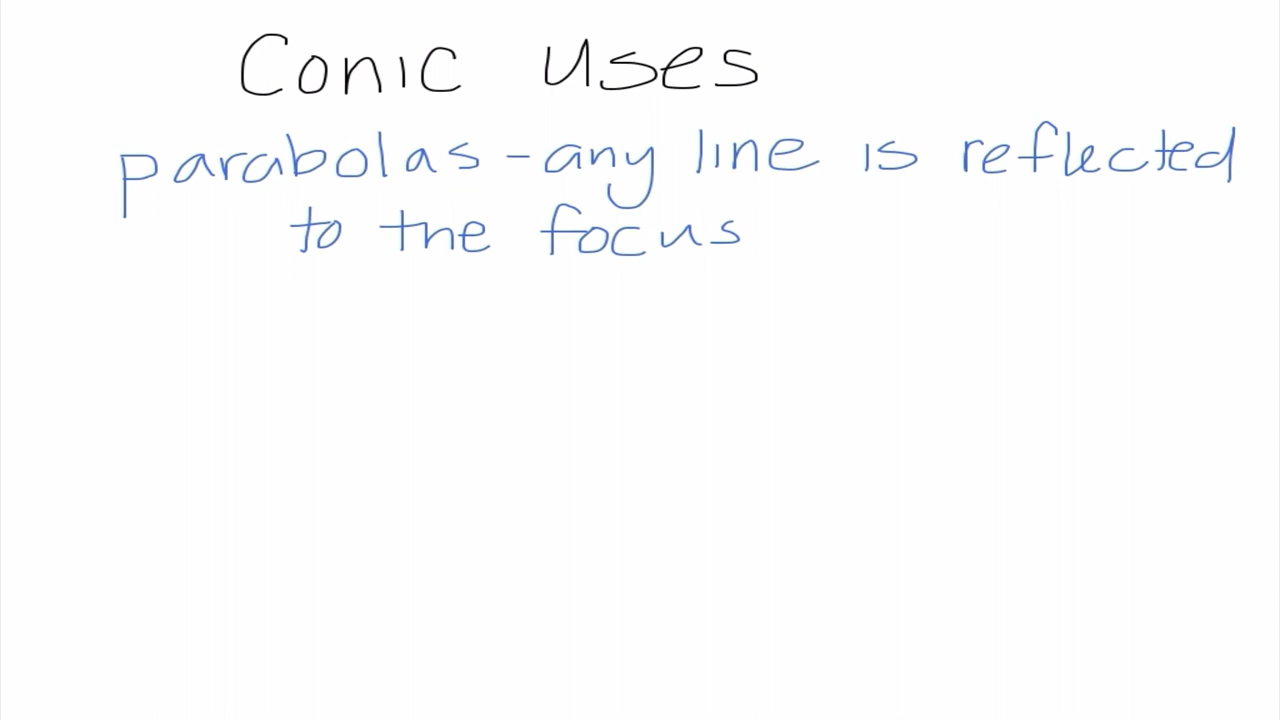 Conic uses
parabolas - any line is reflected
to the focus